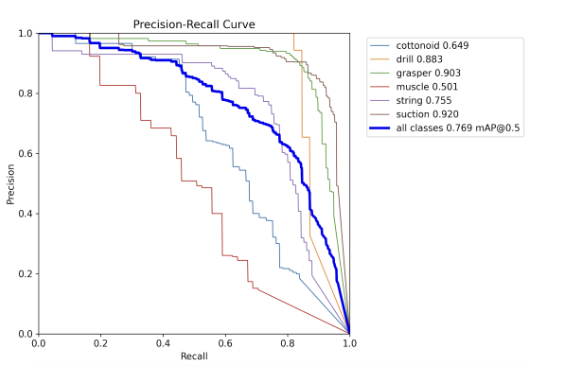 Precision-Recall Curve
1.0
0.8
0.6
0.4
0.2
0.0
Precision
0.0 0.2 0.4 0.6 0.8 1.0
Recall
cottonoid 0.649
drill 0.883
grasper 0.903
muscle 0.501
string 0.755
suction 0.920
all classes 0.769 mAP@0.5